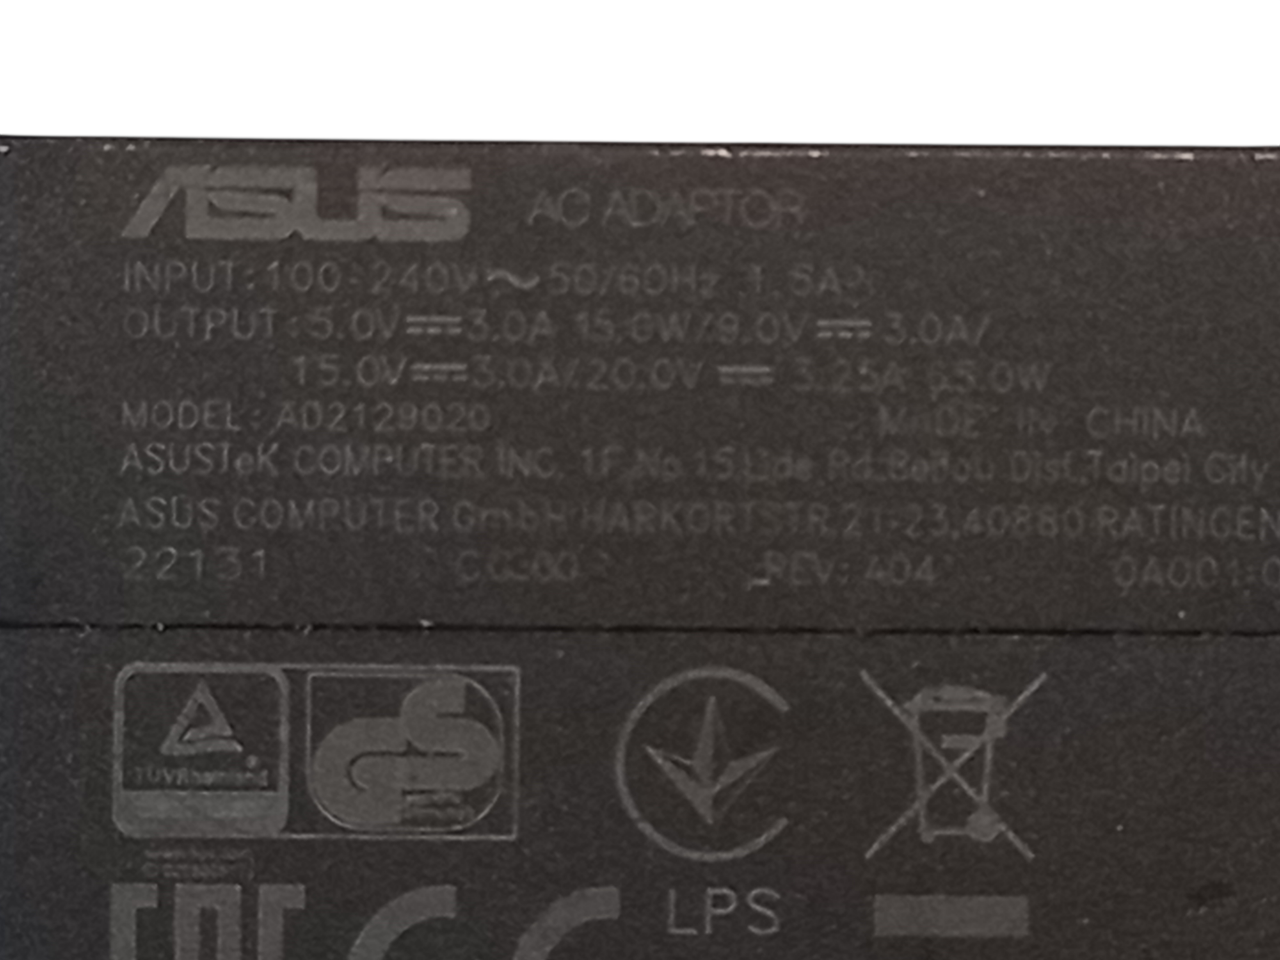 ASUS AC ADAPTOR
INPUT: 100-240V~50/60Hz 1.5A
OUTPUT: 5.0V⎓3.0A 15.0W/9.0V⎓3.0A/
15.0V⎓3.0A/20.0V⎓3.25A 65.0W
MODEL: AD2129020 MADE IN CHINA
ASUSTeK COMPUTER INC. 1F,No.15,Lide Rd.,Beitou Dist.,Taipei City
ASUS COMPUTER GmbH HARKORTSTR.21-23,40880 RATINGEN
22131 REV: A04
TÜVRheinland
LPS